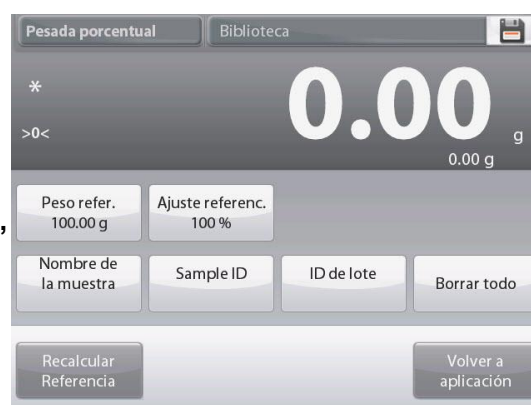 Pesada porcentual
Biblioteca
*
>0<
0.00 g
0.00 g
,
Peso refer.
100.00 g
Ajuste referenc.
100 %
Nombre de
la muestra
Sample ID
ID de lote
Borrar todo
Recalcular
Referencia
Volver a
aplicación